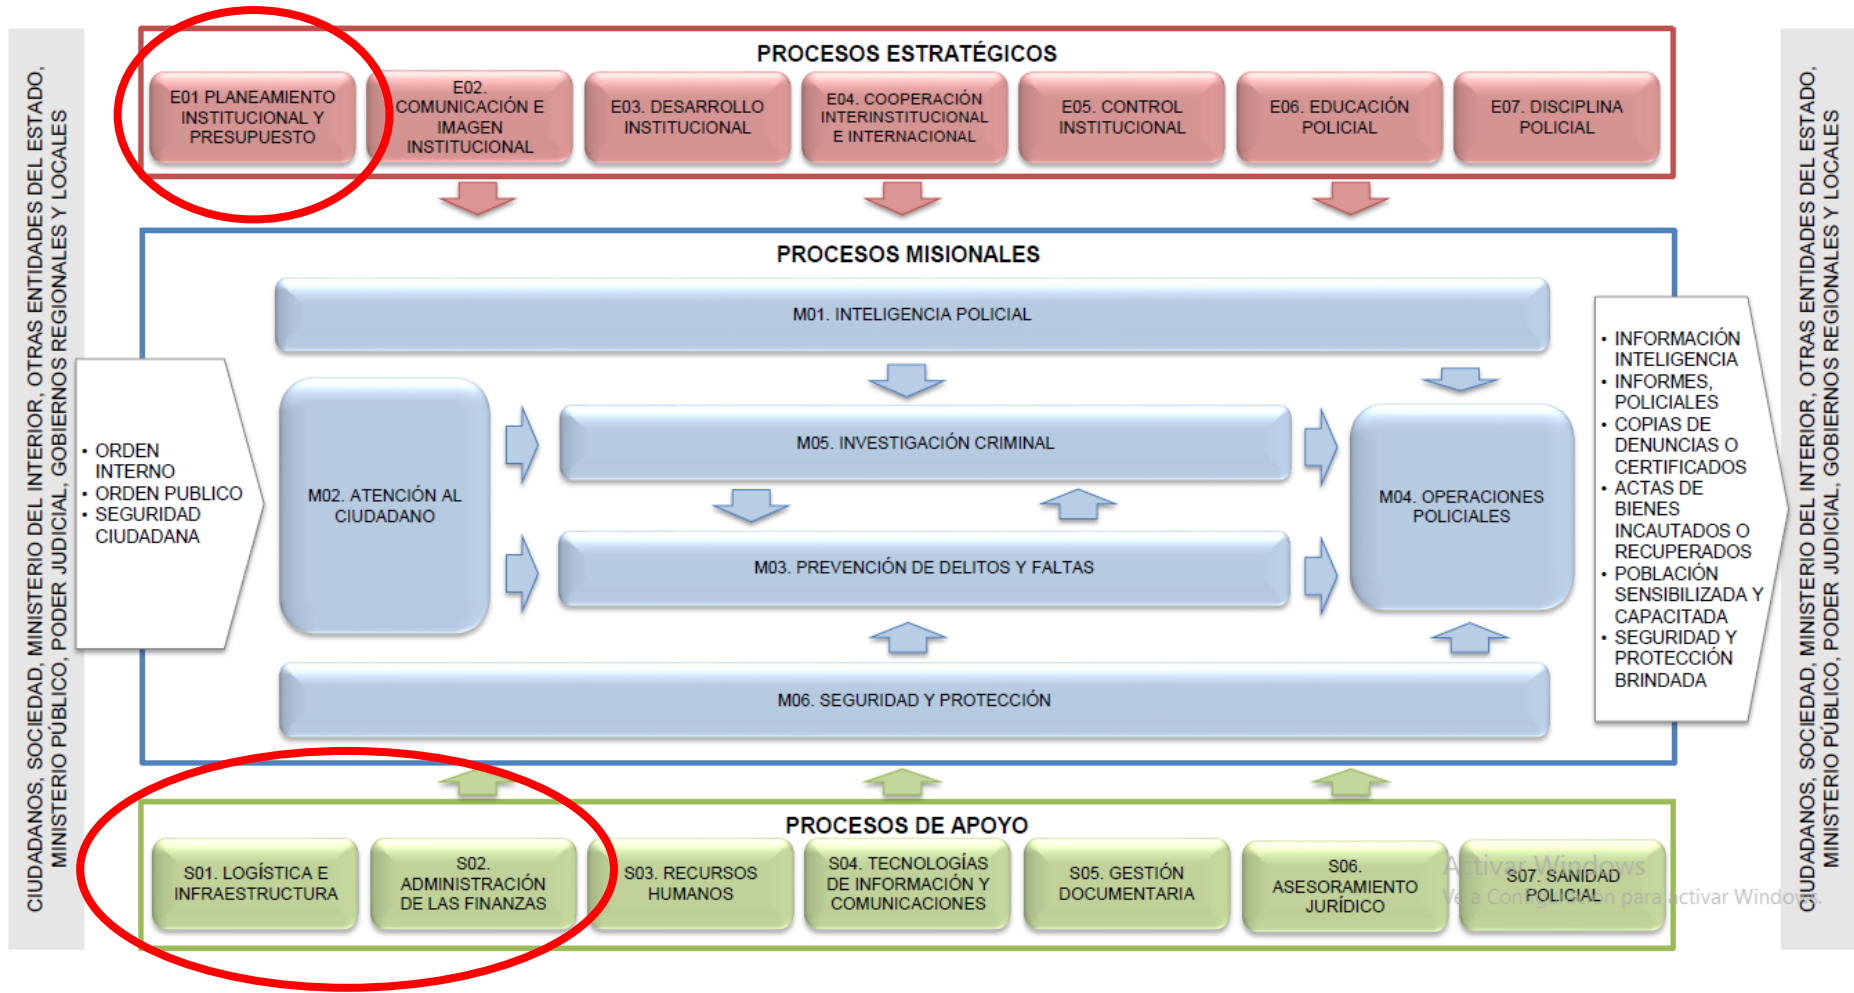 CIUDADANOS, SOCIEDAD, MINISTERIO DEL INTERIOR, OTRAS ENTIDADES DEL ESTADO,
MINISTERIO PÚBLICO, PODER JUDICIAL, GOBIERNOS REGIONALES Y LOCALES
PROCESOS ESTRATÉGICOS
E01 PLANEAMIENTO
INSTITUCIONAL Y
PRESUPUESTO
E02.
COMUNICACIÓN E
IMAGEN
INSTITUCIONAL
E03. DESARROLLO
INSTITUCIONAL
E04. COOPERACIÓN
INTERINSTITUCIONAL
E INTERNACIONAL
E05. CONTROL
INSTITUCIONAL
E06. EDUCACIÓN
POLICIAL
E07. DISCIPLINA
POLICIAL
PROCESOS MISIONALES
M01. INTELIGENCIA POLICIAL
• ORDEN
INTERNO
• ORDEN PUBLICO
• SEGURIDAD
CIUDADANA
M02. ATENCIÓN AL
CIUDADANO
M05. INVESTIGACIÓN CRIMINAL
M03. PREVENCIÓN DE DELITOS Y FALTAS
M04. OPERACIONES
POLICIALES
M06. SEGURIDAD Y PROTECCIÓN
• INFORMACIÓN
INTELIGENCIA
• INFORMES,
POLICIALES
• COPIAS DE
DENUNCIAS O
CERTIFICADOS
• ACTAS DE
BIENES
INCAUTADOS O
RECUPERADOS
• POBLACIÓN
SENSIBILIZADA Y
CAPACITADA
• SEGURIDAD Y
PROTECCIÓN
BRINDADA
PROCESOS DE APOYO
S01. LOGÍSTICA E
INFRAESTRUCTURA
S02.
ADMINISTRACIÓN
DE LAS FINANZAS
S03. RECURSOS
HUMANOS
S04. TECNOLOGÍAS
DE INFORMACIÓN Y
COMUNICACIONES
S05. GESTIÓN
DOCUMENTARIA
S06.
ASESORAMIENTO
JURÍDICO
S07. SANIDAD
POLICIAL
Activar Windows
Ve a Configuración para activar Windows.
CIUDADANOS, SOCIEDAD, MINISTERIO DEL INTERIOR, OTRAS ENTIDADES DEL ESTADO,
MINISTERIO PÚBLICO, PODER JUDICIAL, GOBIERNOS REGIONALES Y LOCALES